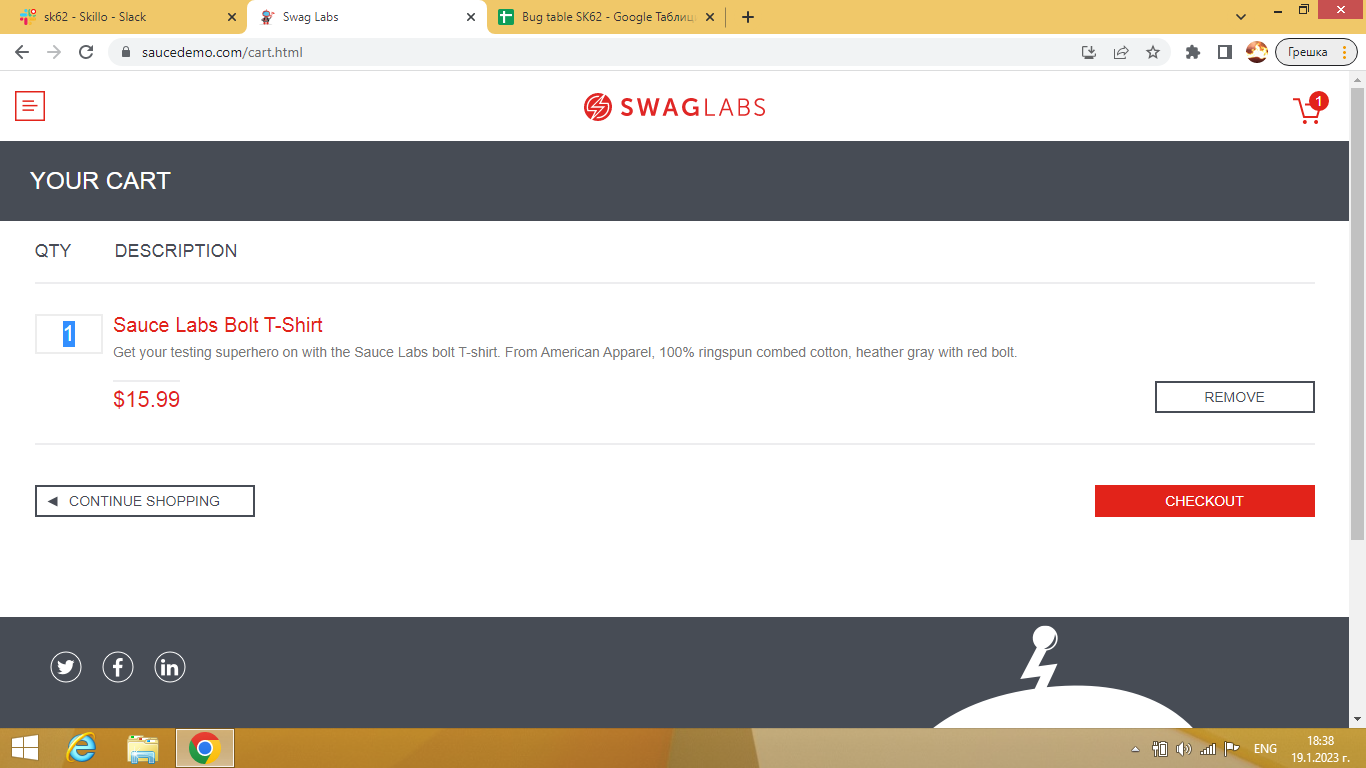 sk62 - Skillo - Slack
Swag Labs
Bug table SK62 - Google Таблиц
saucedemo.com/cart.html
Грешка
SWAGLABS
1
YOUR CART
QTY DESCRIPTION
1
Sauce Labs Bolt T-Shirt
Get your testing superhero on with the Sauce Labs bolt T-shirt. From American Apparel, 100% ringspun combed cotton, heather gray with red bolt.
$15.99
REMOVE
CONTINUE SHOPPING
CHECKOUT
ENG
18:38
19.1.2023 г.